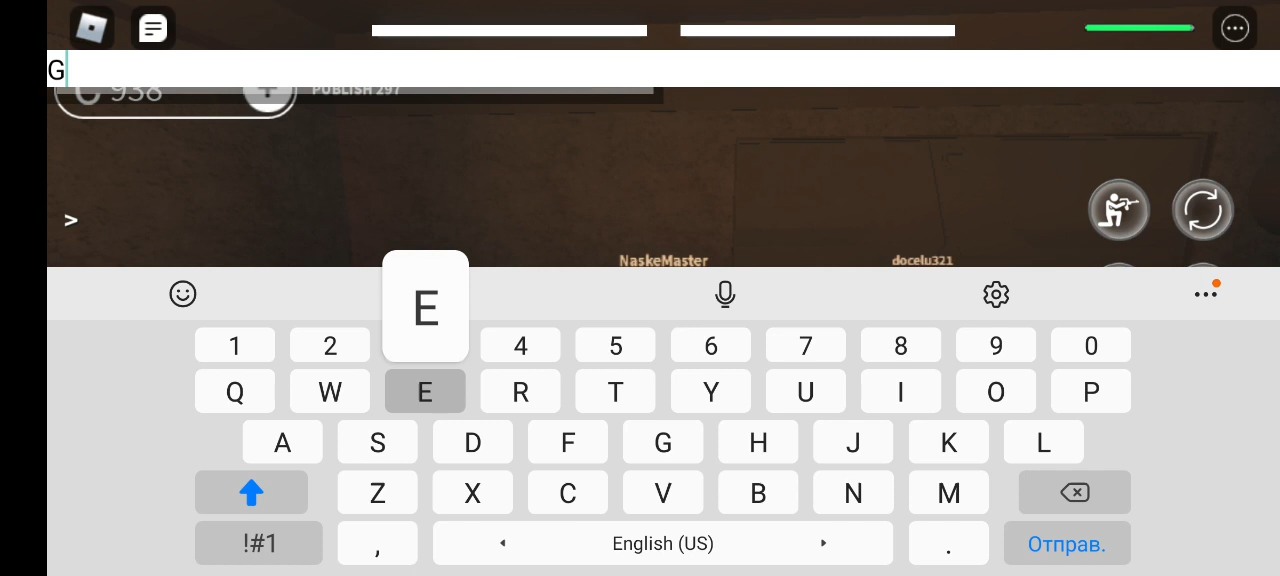 G
938 +
PUBLISH 297
>
NaskeMaster docelu321
E
1 2 4 5 6 7 8 9 0
Q W E R T Y U I O P
A S D F G H J K L
Z X C V B N M
!#1 , English (US) . Отправ.